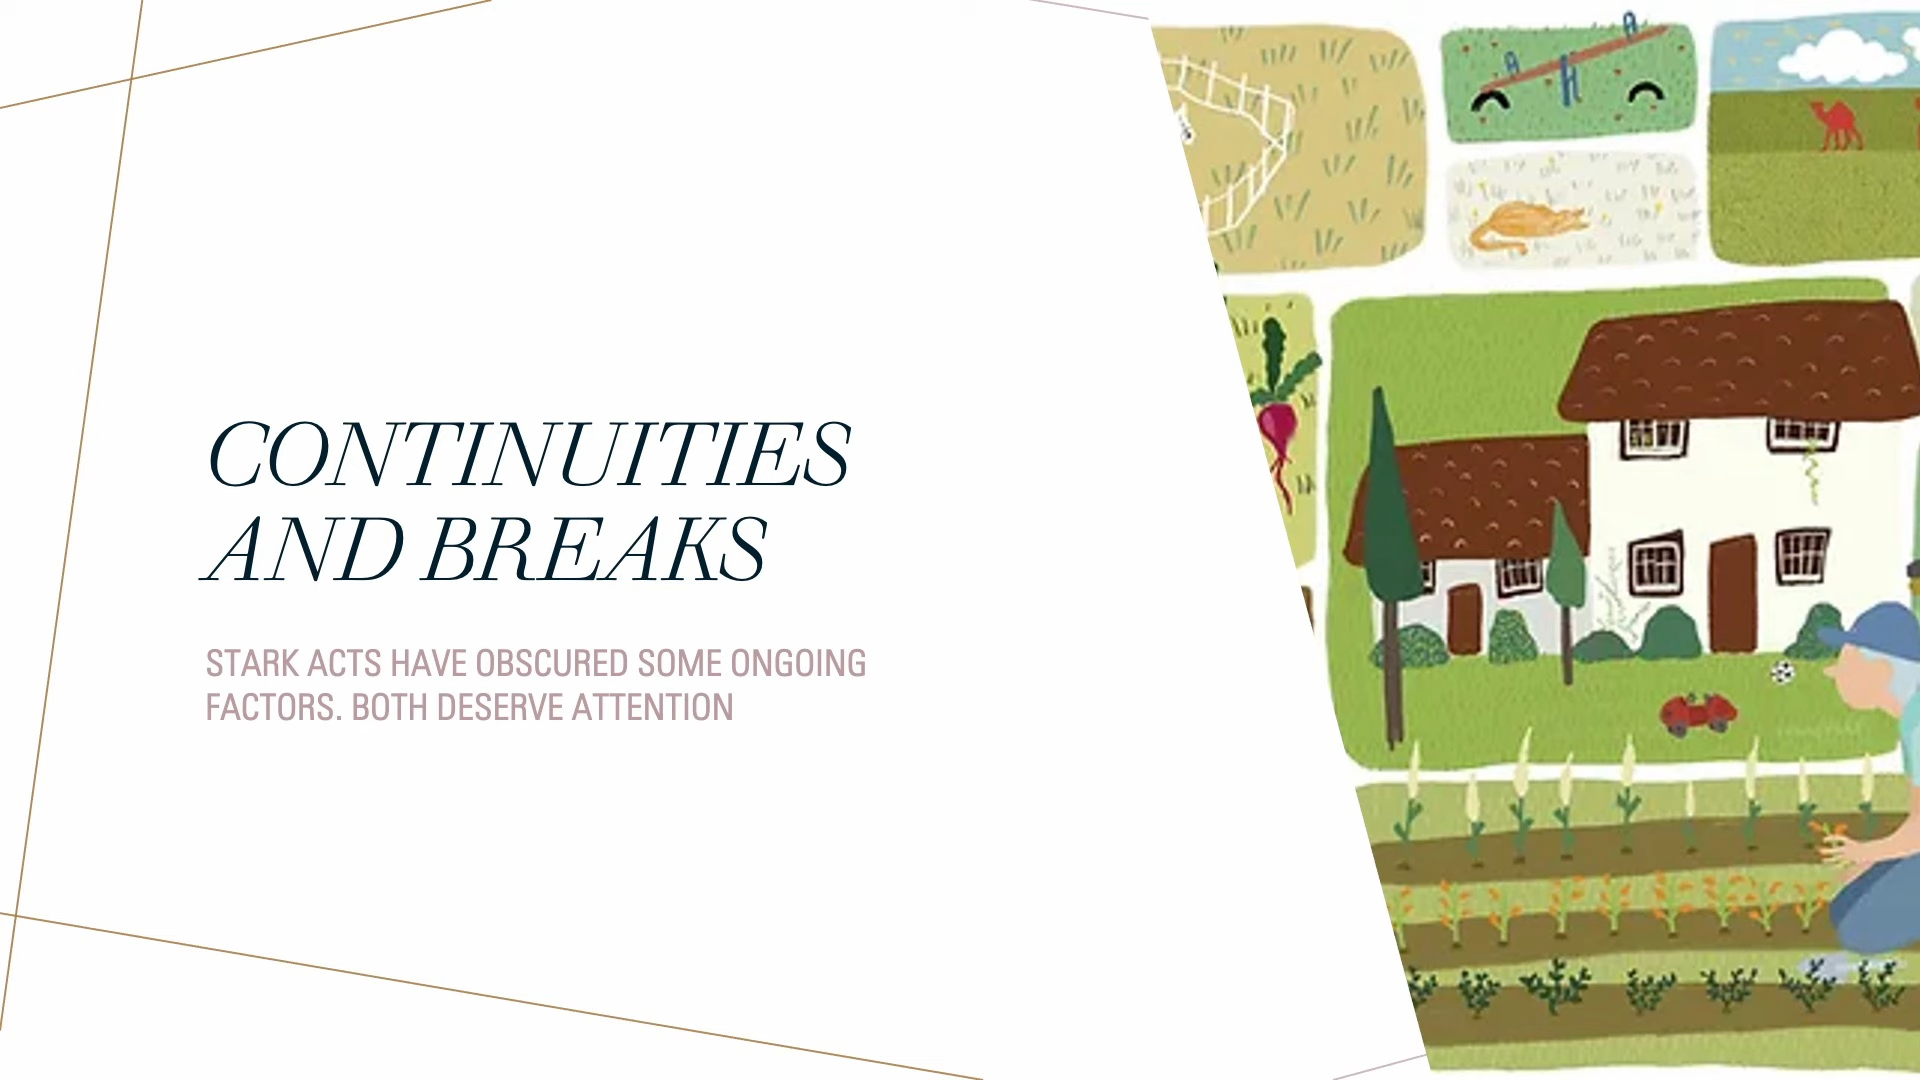 CONTINUITIES
AND BREAKS
STARK ACTS HAVE OBSCURED SOME ONGOING
FACTORS. BOTH DESERVE ATTENTION